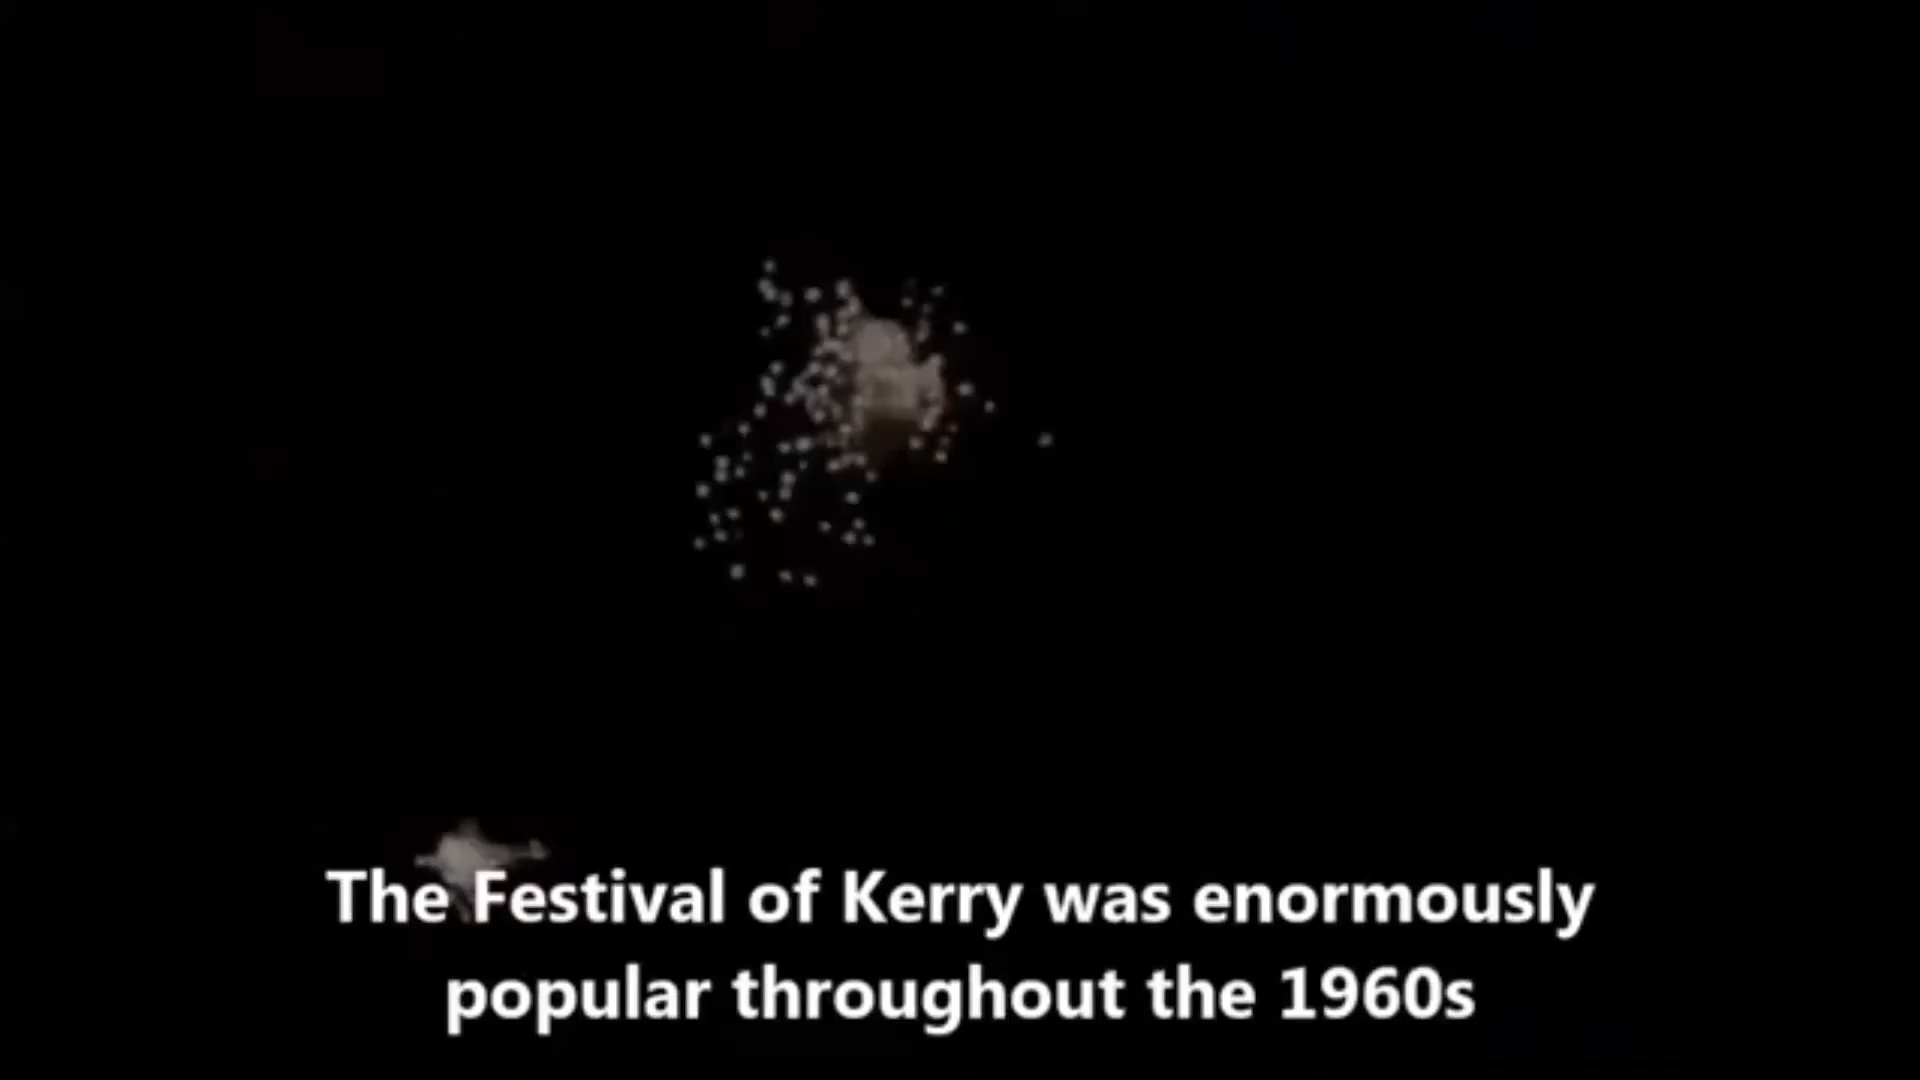 The Festival of Kerry was enormously
popular throughout the 1960s